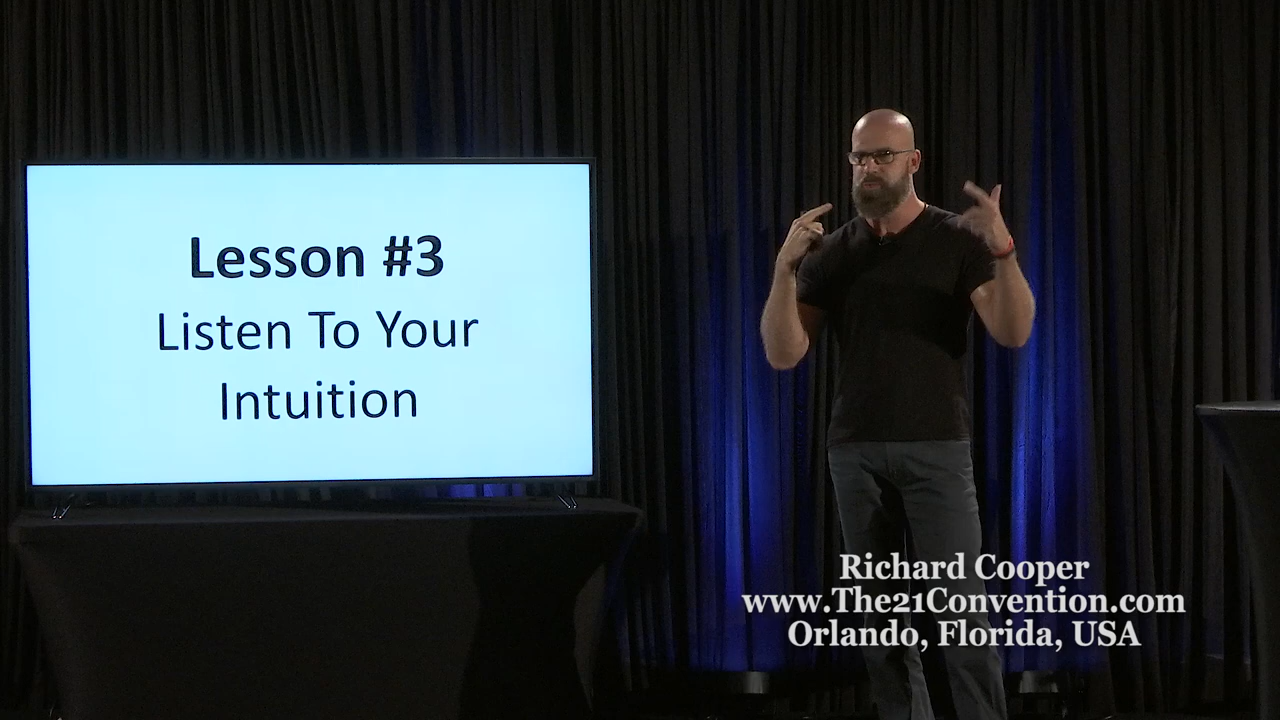 Lesson #3
Listen To Your
Intuition
Richard Cooper
www.The21Convention.com
Orlando, Florida, USA